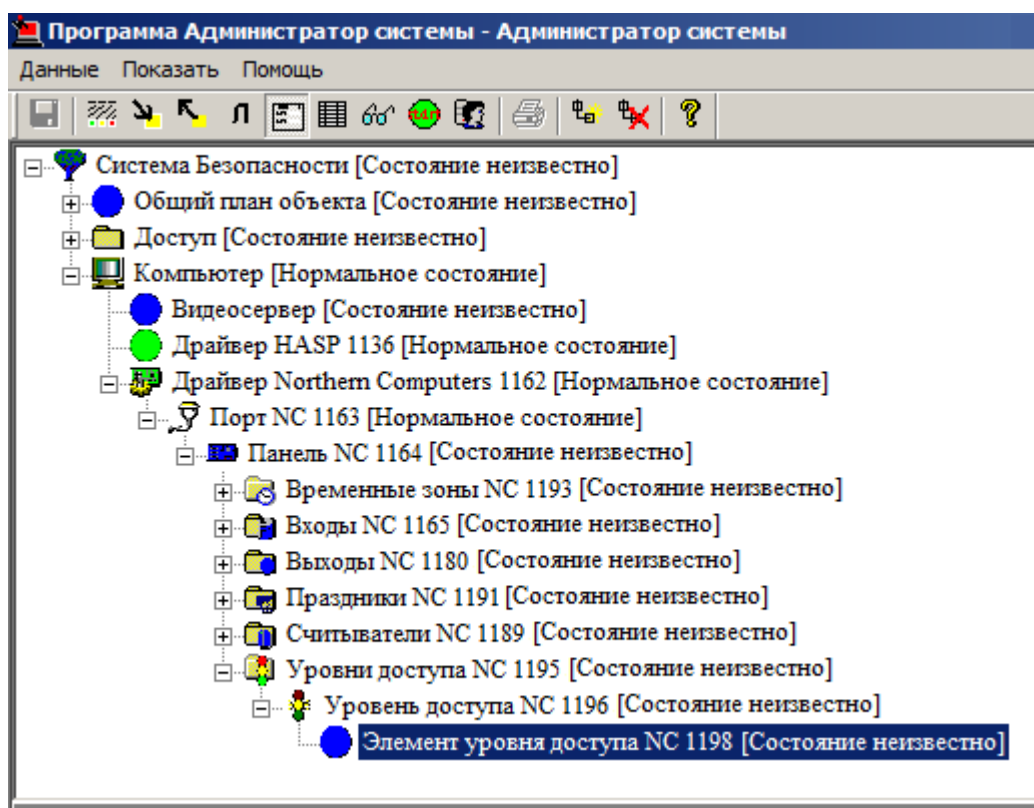 Программа Администратор системы - Администратор системы
Данные Показать Помощь
Л t4n ?
Система Безопасности [Состояние неизвестно]
Общий план объекта [Состояние неизвестно]
Доступ [Состояние неизвестно]
Компьютер [Нормальное состояние]
Видеосервер [Состояние неизвестно]
Драйвер HASP 1136 [Нормальное состояние]
Драйвер Northern Computers 1162 [Нормальное состояние]
Порт NC 1163 [Нормальное состояние]
Панель NC 1164 [Состояние неизвестно]
Временные зоны NC 1193 [Состояние неизвестно]
Входы NC 1165 [Состояние неизвестно]
Выходы NC 1180 [Состояние неизвестно]
Праздники NC 1191 [Состояние неизвестно]
Считыватели NC 1189 [Состояние неизвестно]
Уровни доступа NC 1195 [Состояние неизвестно]
Уровень доступа NC 1196 [Состояние неизвестно]
Элемент уровня доступа NC 1198 [Состояние неизвестно]